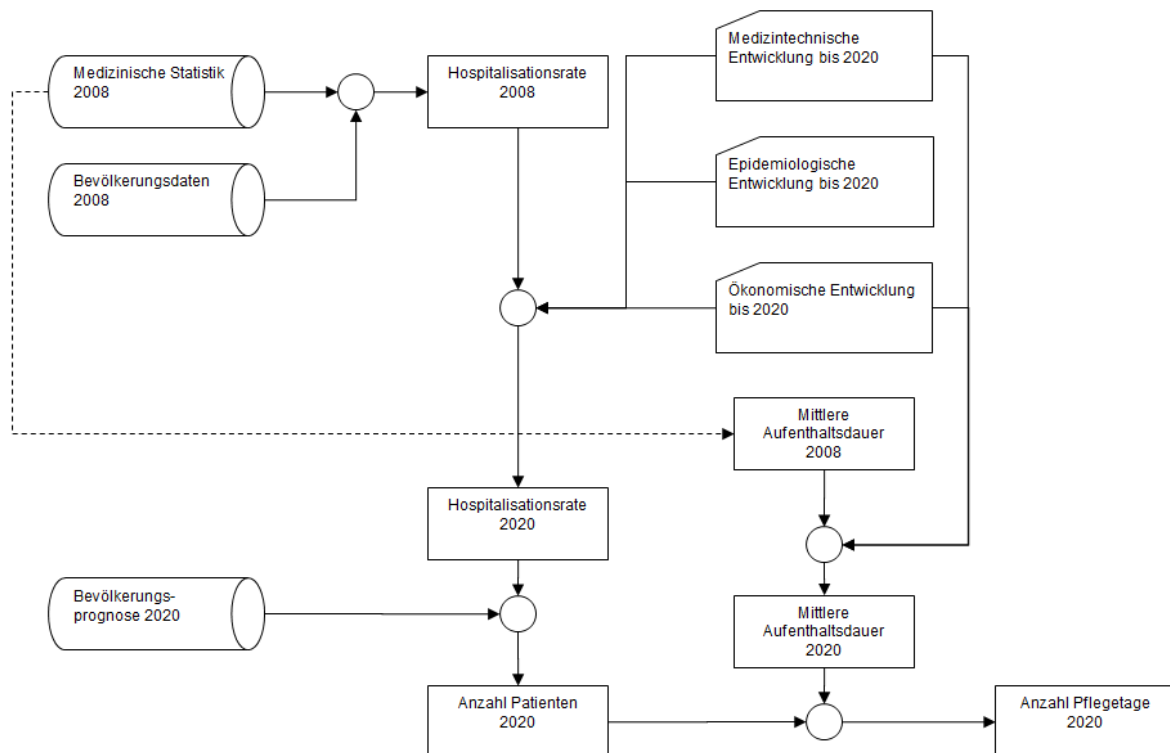 Medizinische Statistik
2008
Hospitalisationsrate
2008
Medizintechnische
Entwicklung bis 2020
Bevölkerungsdaten
2008
Epidemiologische
Entwicklung bis 2020
Ökonomische Entwicklung
bis 2020
Mittlere
Aufenthaltsdauer
2008
Hospitalisationsrate
2020
Bevölkerungs-
prognose 2020
Mittlere
Aufenthaltsdauer
2020
Anzahl Patienten
2020
Anzahl Pflegetage
2020